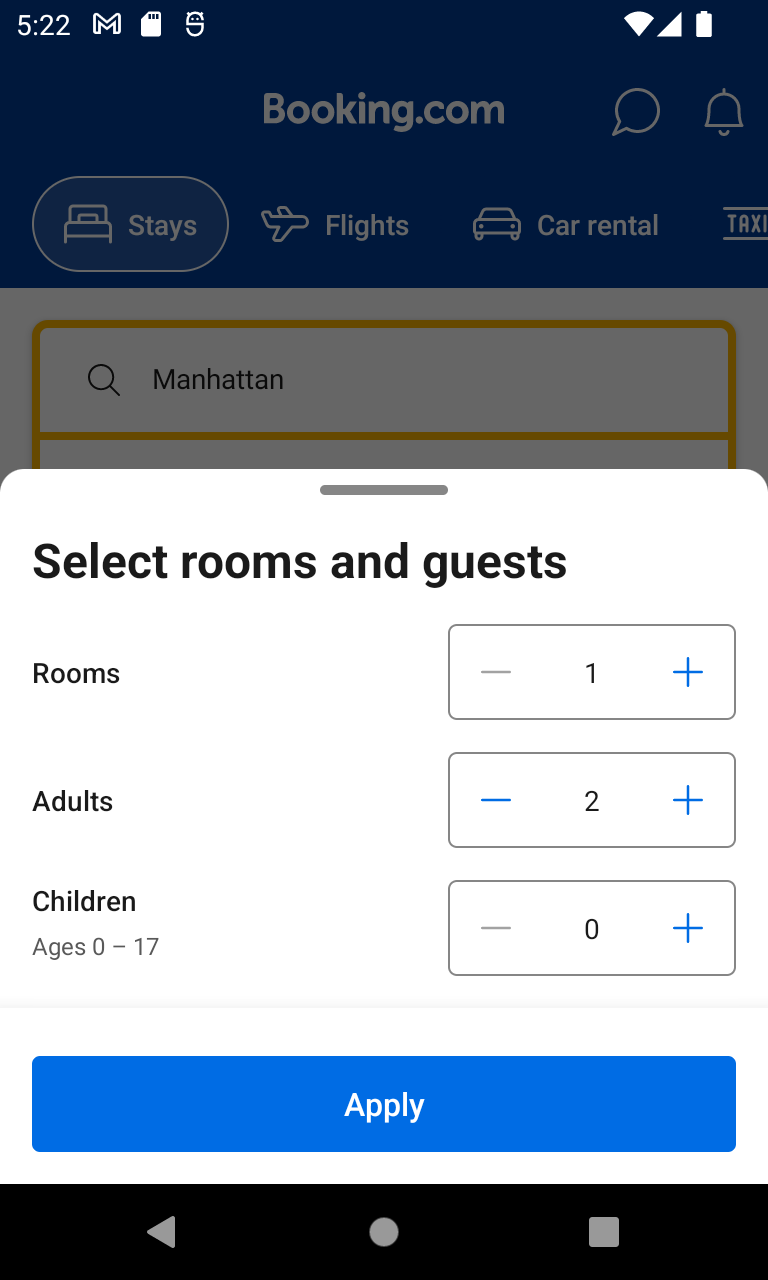 5:22
Booking.com
Stays
Flights
Car rental
TAXI
Manhattan
Select rooms and guests
Rooms
1
Adults
2
Children
0
Ages 0 – 17
Apply